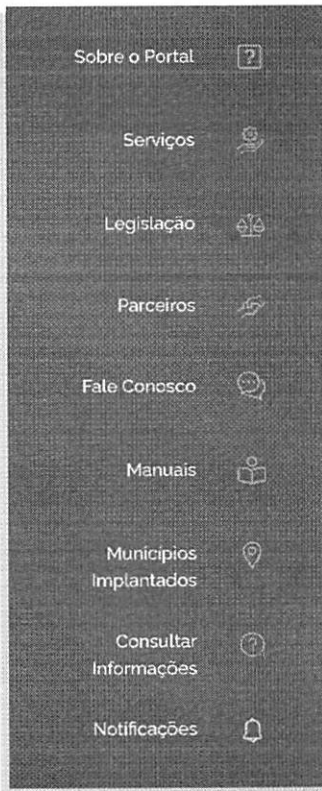 Sobre o Portal
Serviços
Legislação
Parceiros
Fale Conosco
Manuais
Municípios
Implantados
Consultar
Informações
Notificações